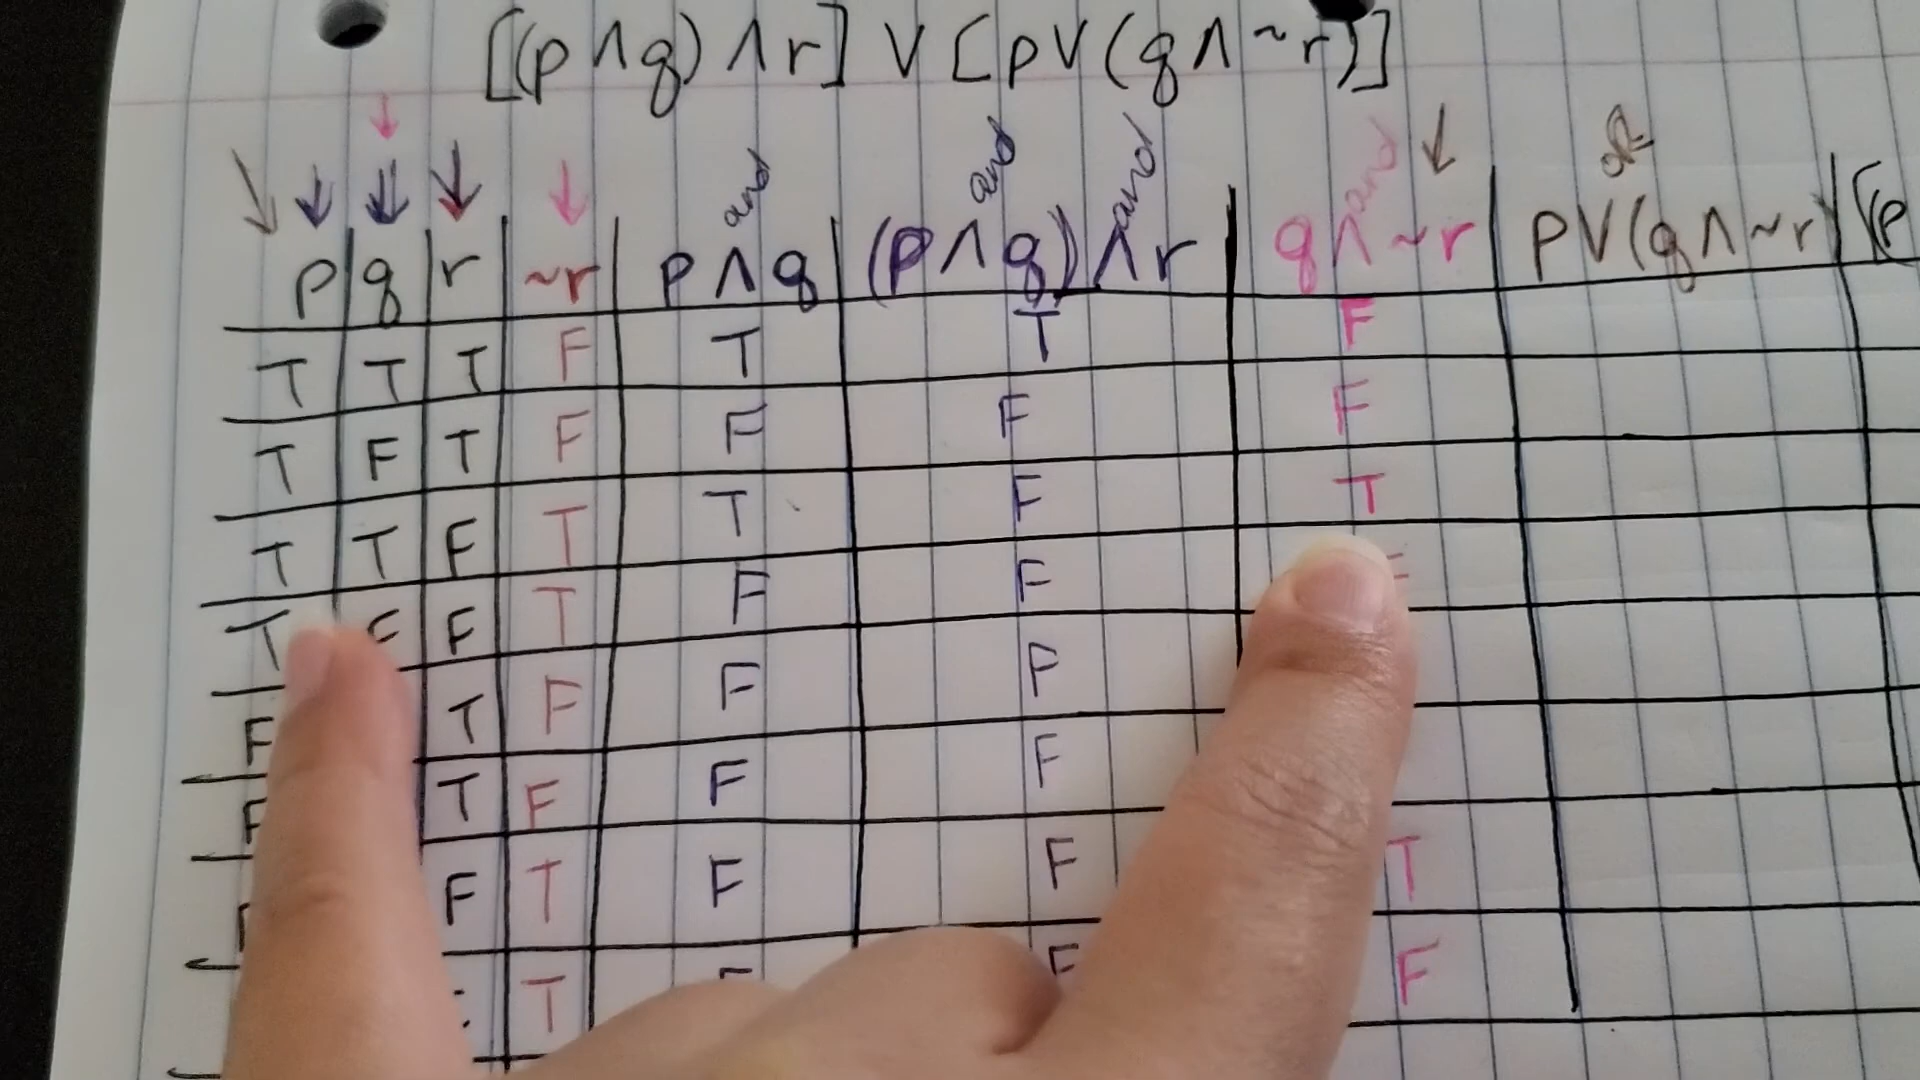 [(p ∧ q) ∧ r] ∨ [p ∨ (q ∧ ~r)]
and and and and or
p q r ~r p ∧ q (p ∧ q) ∧ r q ∧ ~r p ∨ (q ∧ ~r) [(p
T T T F T T F
T F T F F F F
T T F T T F T
T F F T F F F
F T F F F
F T F F F
F T F F T
T F F F